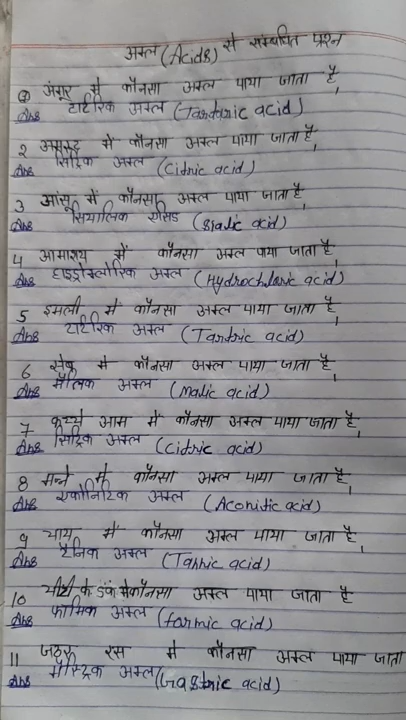 अम्ल (Acids) से सम्बंधित प्रश्न
① अंगूर में कौनसा अम्ल पाया जाता है,
Ans टार्टरिक अम्ल (Tartaric acid)
2 अमरूद में कौनसा अम्ल पाया जाता है,
Ans सिट्रिक अम्ल (Citric acid)
3 आंसू में कौनसा अम्ल पाया जाता है,
Ans सियालिक एसिड (Sialic acid)
4 आमाशय में कौनसा अम्ल पाया जाता है,
Ans हाइड्रोक्लोरिक अम्ल (Hydrochloric acid)
5 इमली में कौनसा अम्ल पाया जाता है,
Ans टार्टरिक अम्ल (Tartaric acid)
6 सेब में कौनसा अम्ल पाया जाता है,
Ans मैलिक अम्ल (Malic acid)
7 कच्चे आम में कौनसा अम्ल पाया जाता है,
Ans सिट्रिक अम्ल (Citric acid)
8 गन्ने में कौनसा अम्ल पाया जाता है,
Ans एकोनिटिक अम्ल (Aconitic acid)
9 चाय में कौनसा अम्ल पाया जाता है,
Ans टैनिक अम्ल (Tannic acid)
10 चींटी के डंक में कौनसा अम्ल पाया जाता है
Ans फॉर्मिक अम्ल (formic acid)
11 जठर रस में कौनसा अम्ल पाया जाता
Ans गैस्ट्रिक अम्ल (Gastric acid)